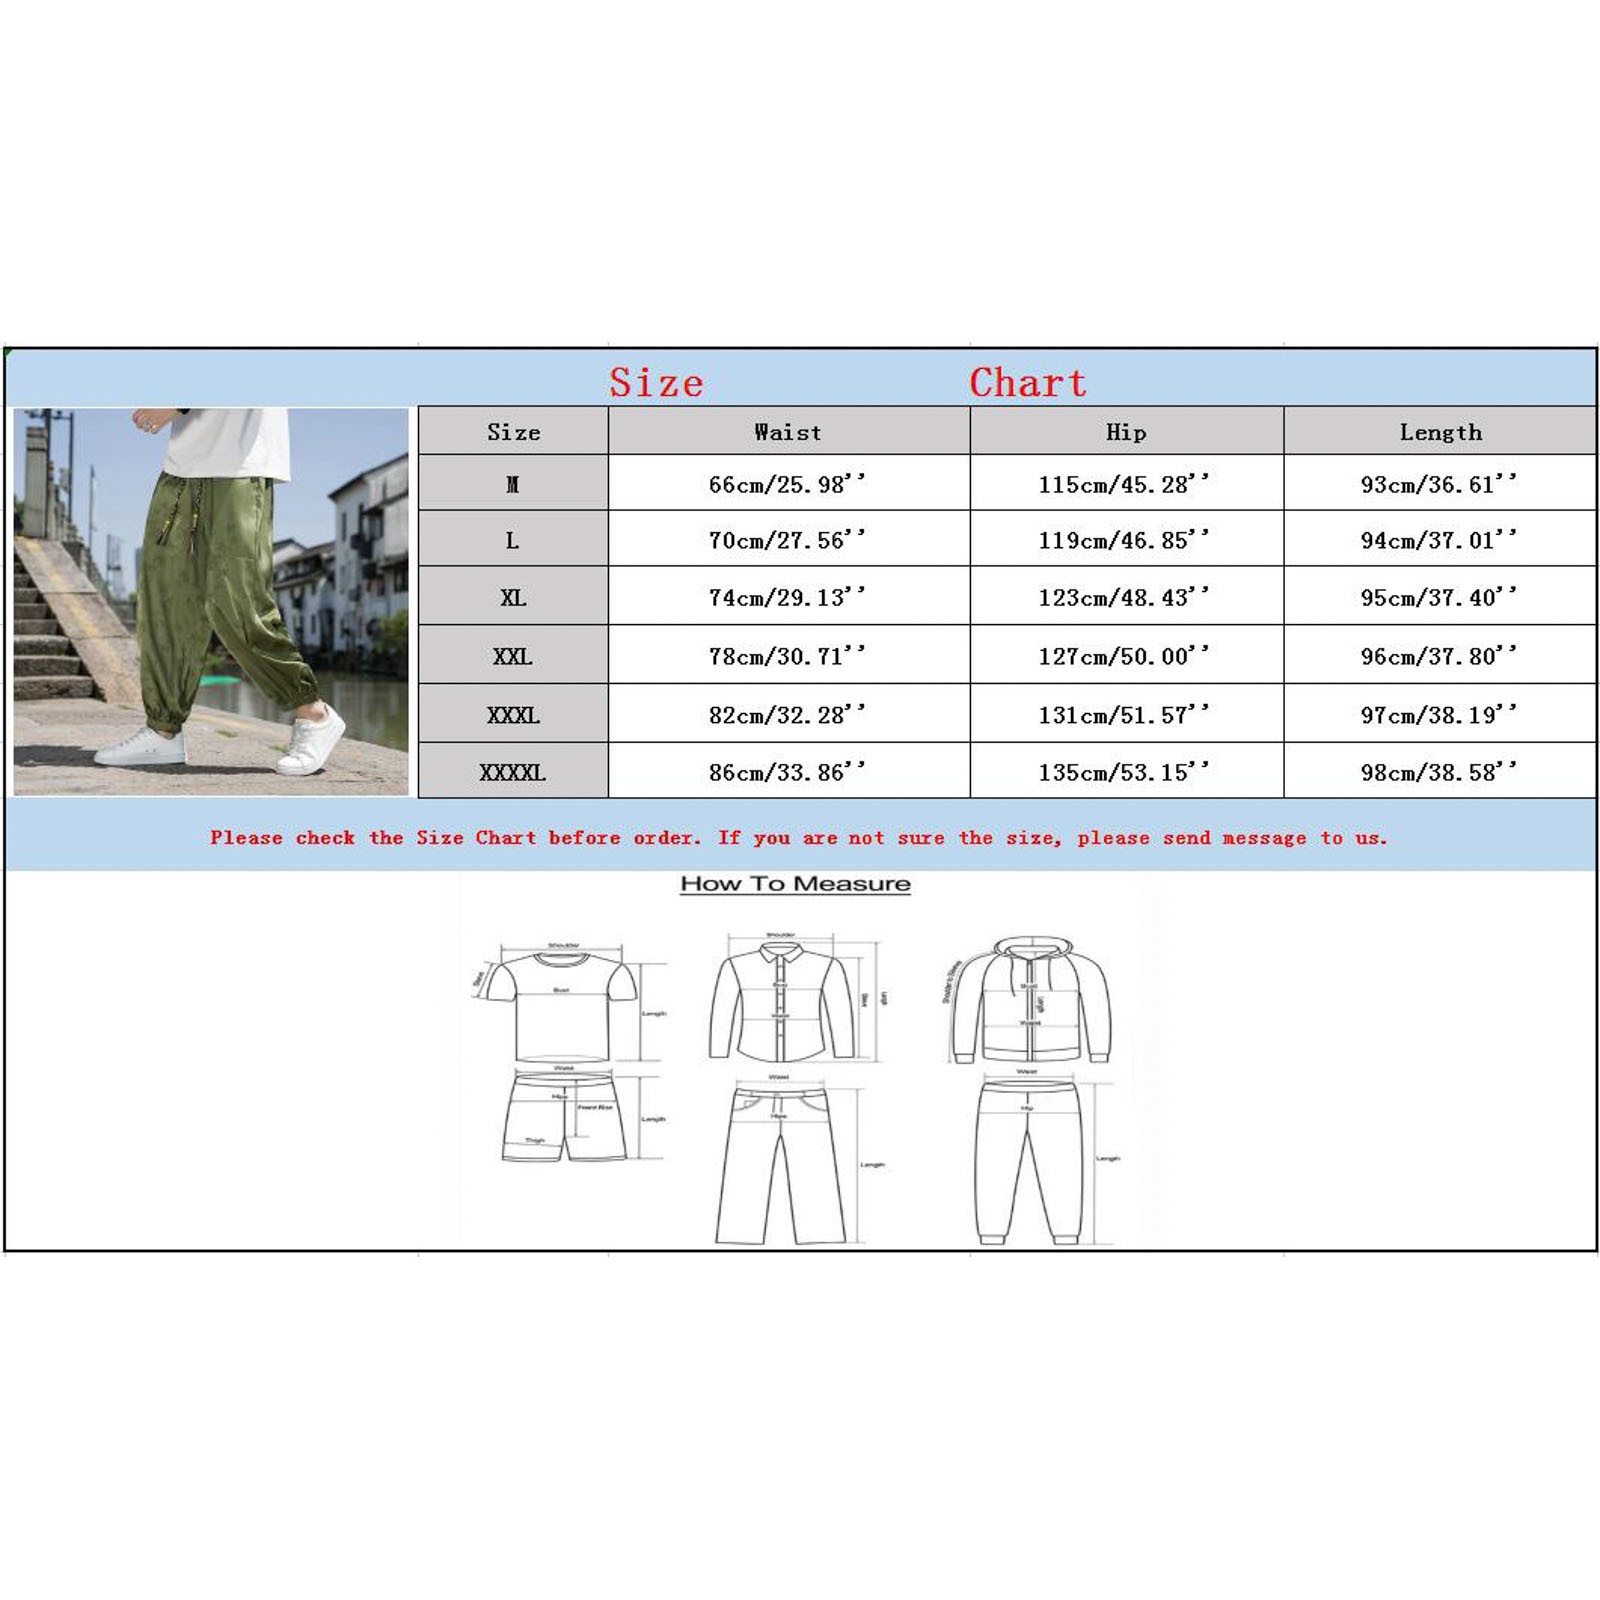 Size Chart
Size Waist Hip Length
M 66cm/25.98’’ 115cm/45.28’’ 93cm/36.61’’
L 70cm/27.56’’ 119cm/46.85’’ 94cm/37.01’’
XL 74cm/29.13’’ 123cm/48.43’’ 95cm/37.40’’
XXL 78cm/30.71’’ 127cm/50.00’’ 96cm/37.80’’
XXXL 82cm/32.28’’ 131cm/51.57’’ 97cm/38.19’’
XXXXL 86cm/33.86’’ 135cm/53.15’’ 98cm/38.58’’
Please check the Size Chart before order. If you are not sure the size, please send message to us.
How To Measure
Shoulder
Sleeve
Bust
Length
Waist
Hips
Front Rise
Thigh
Length
Shoulder
Bust
Waist
Sleeve
Length
Waist
Hips
Length
Bust
Length
Waist
Waist
Hip
Length